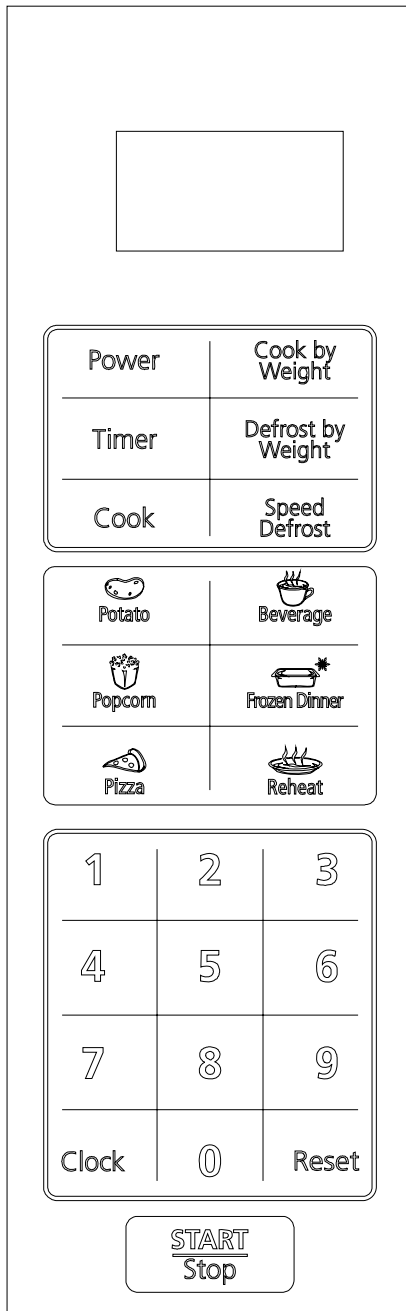 Power
Cook by
Weight
Timer
Defrost by
Weight
Cook
Speed
Defrost
Potato
Beverage
Popcorn
Frozen Dinner
Pizza
Reheat
1 2 3
4 5 6
7 8 9
Clock 0 Reset
START
Stop